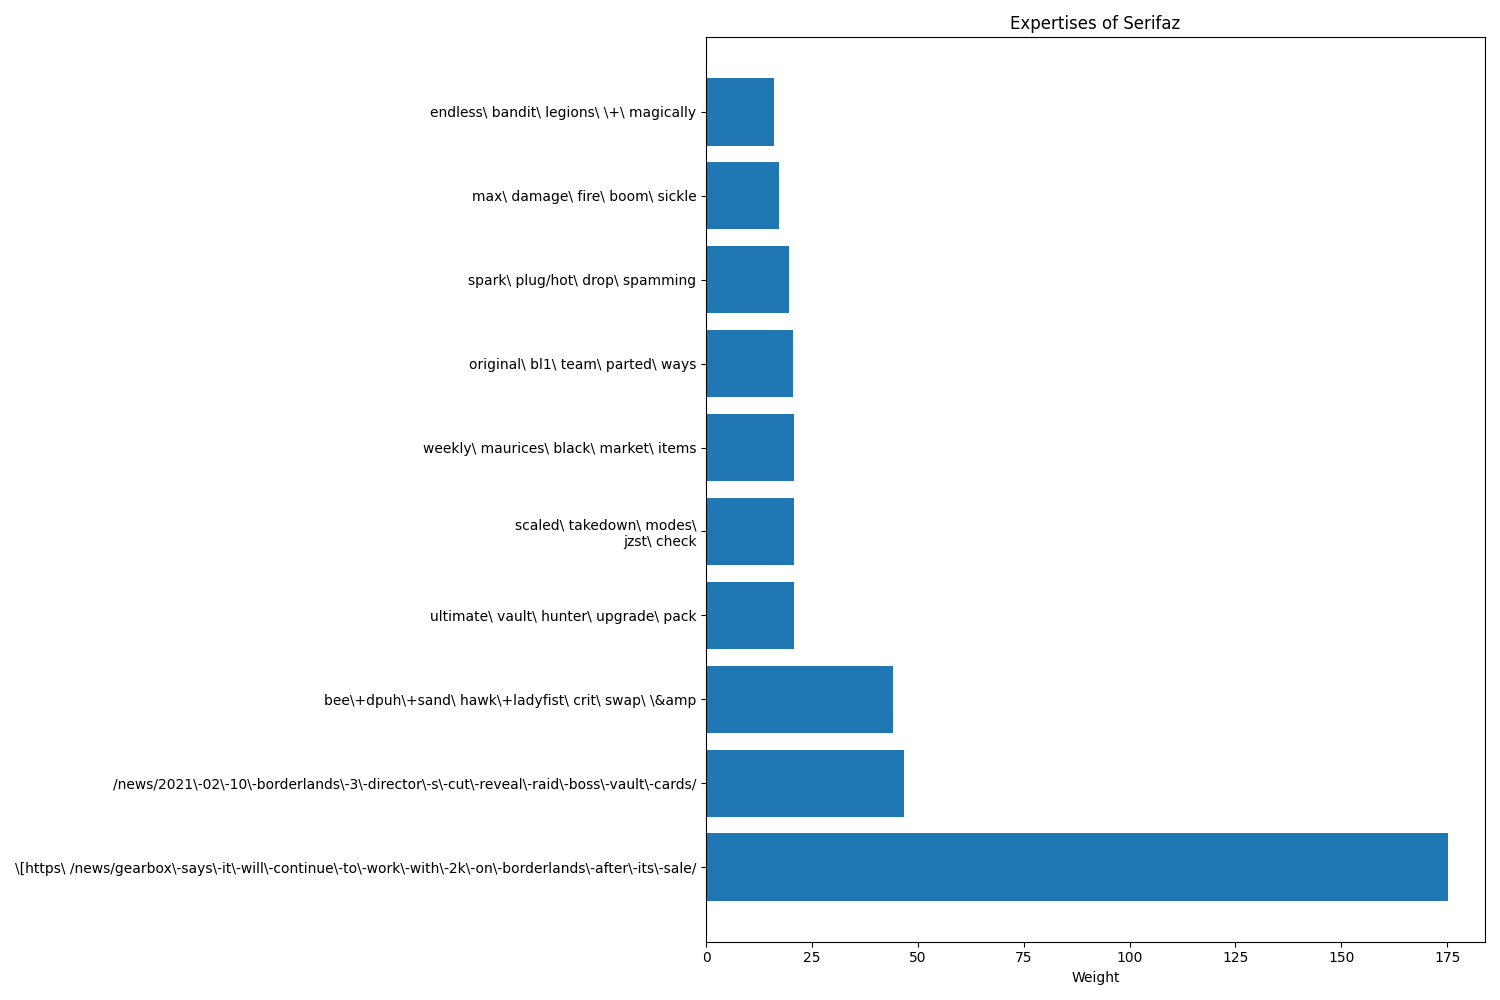 Expertises of Serifaz
endless\ bandit\ legions\ \+\ magically
max\ damage\ fire\ boom\ sickle
spark\ plug/hot\ drop\ spamming
original\ bl1\ team\ parted\ ways
weekly\ maurices\ black\ market\ items
scaled\ takedown\ modes\
jzst\ check
ultimate\ vault\ hunter\ upgrade\ pack
bee\+dpuh\+sand\ hawk\+ladyfist\ crit\ swap\ \&amp
/news/2021\-02\-10\-borderlands\-3\-director\-s\-cut\-reveal\-raid\-boss\-vault\-cards/
\[https\ /news/gearbox\-says\-it\-will\-continue\-to\-work\-with\-2k\-on\-borderlands\-after\-its\-sale/
0 25 50 75 100 125 150 175
Weight